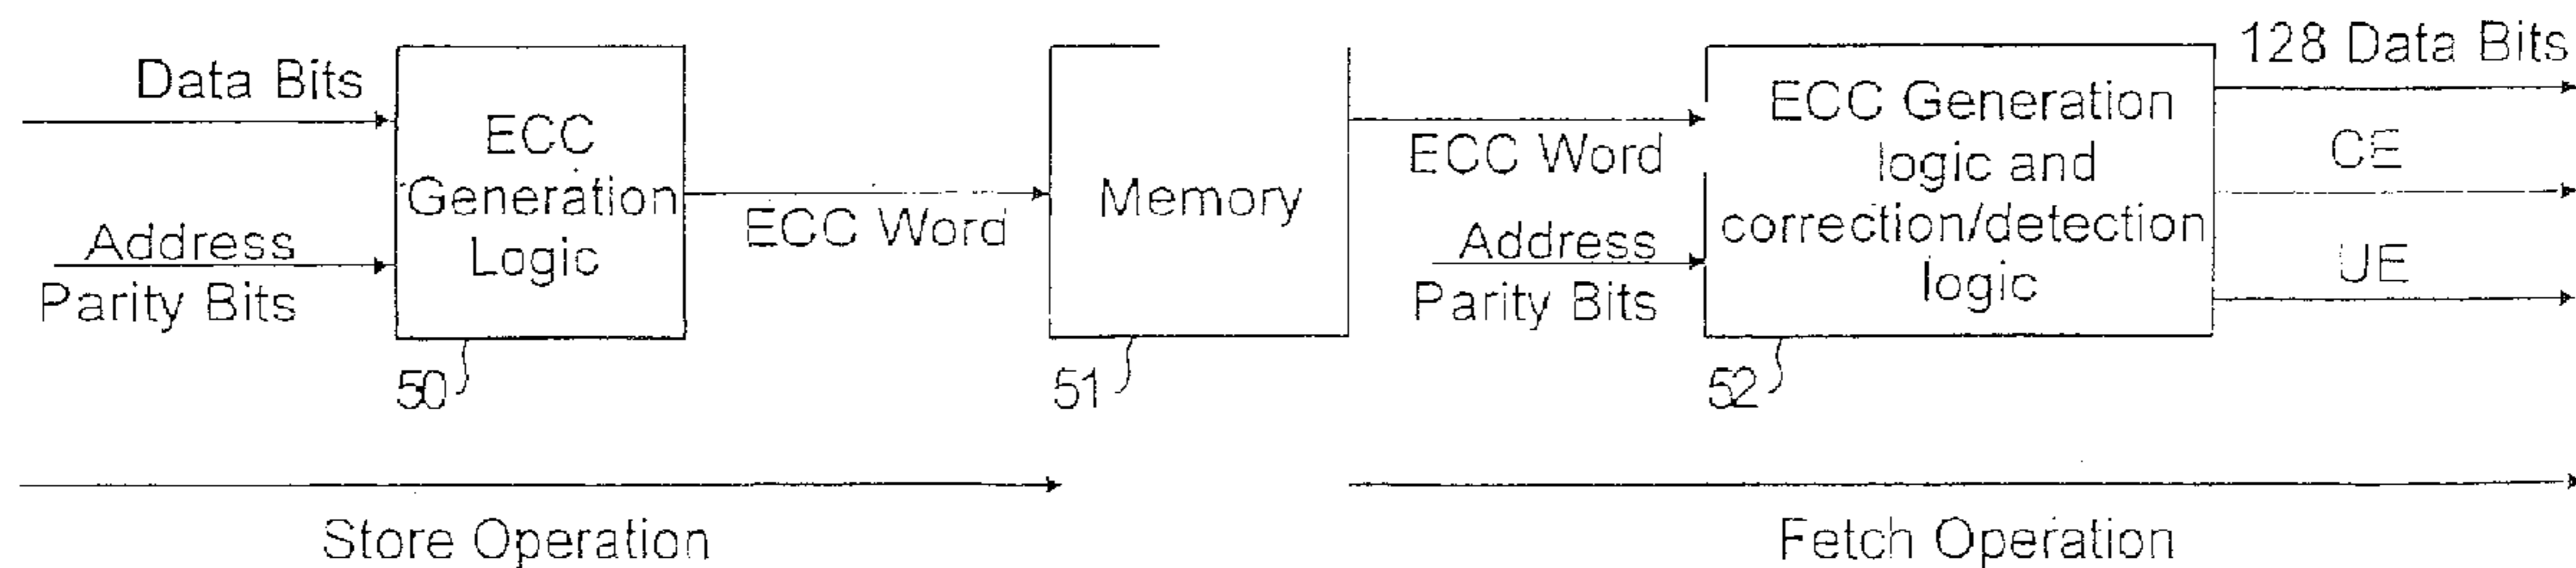 Data Bits
Address
Parity Bits
ECC
Generation
Logic
50
ECC Word
Memory
51
ECC Word
Address
Parity Bits
ECC Generation
logic and
correction/detection
logic
52
128 Data Bits
CE
UE
Store Operation
Fetch Operation